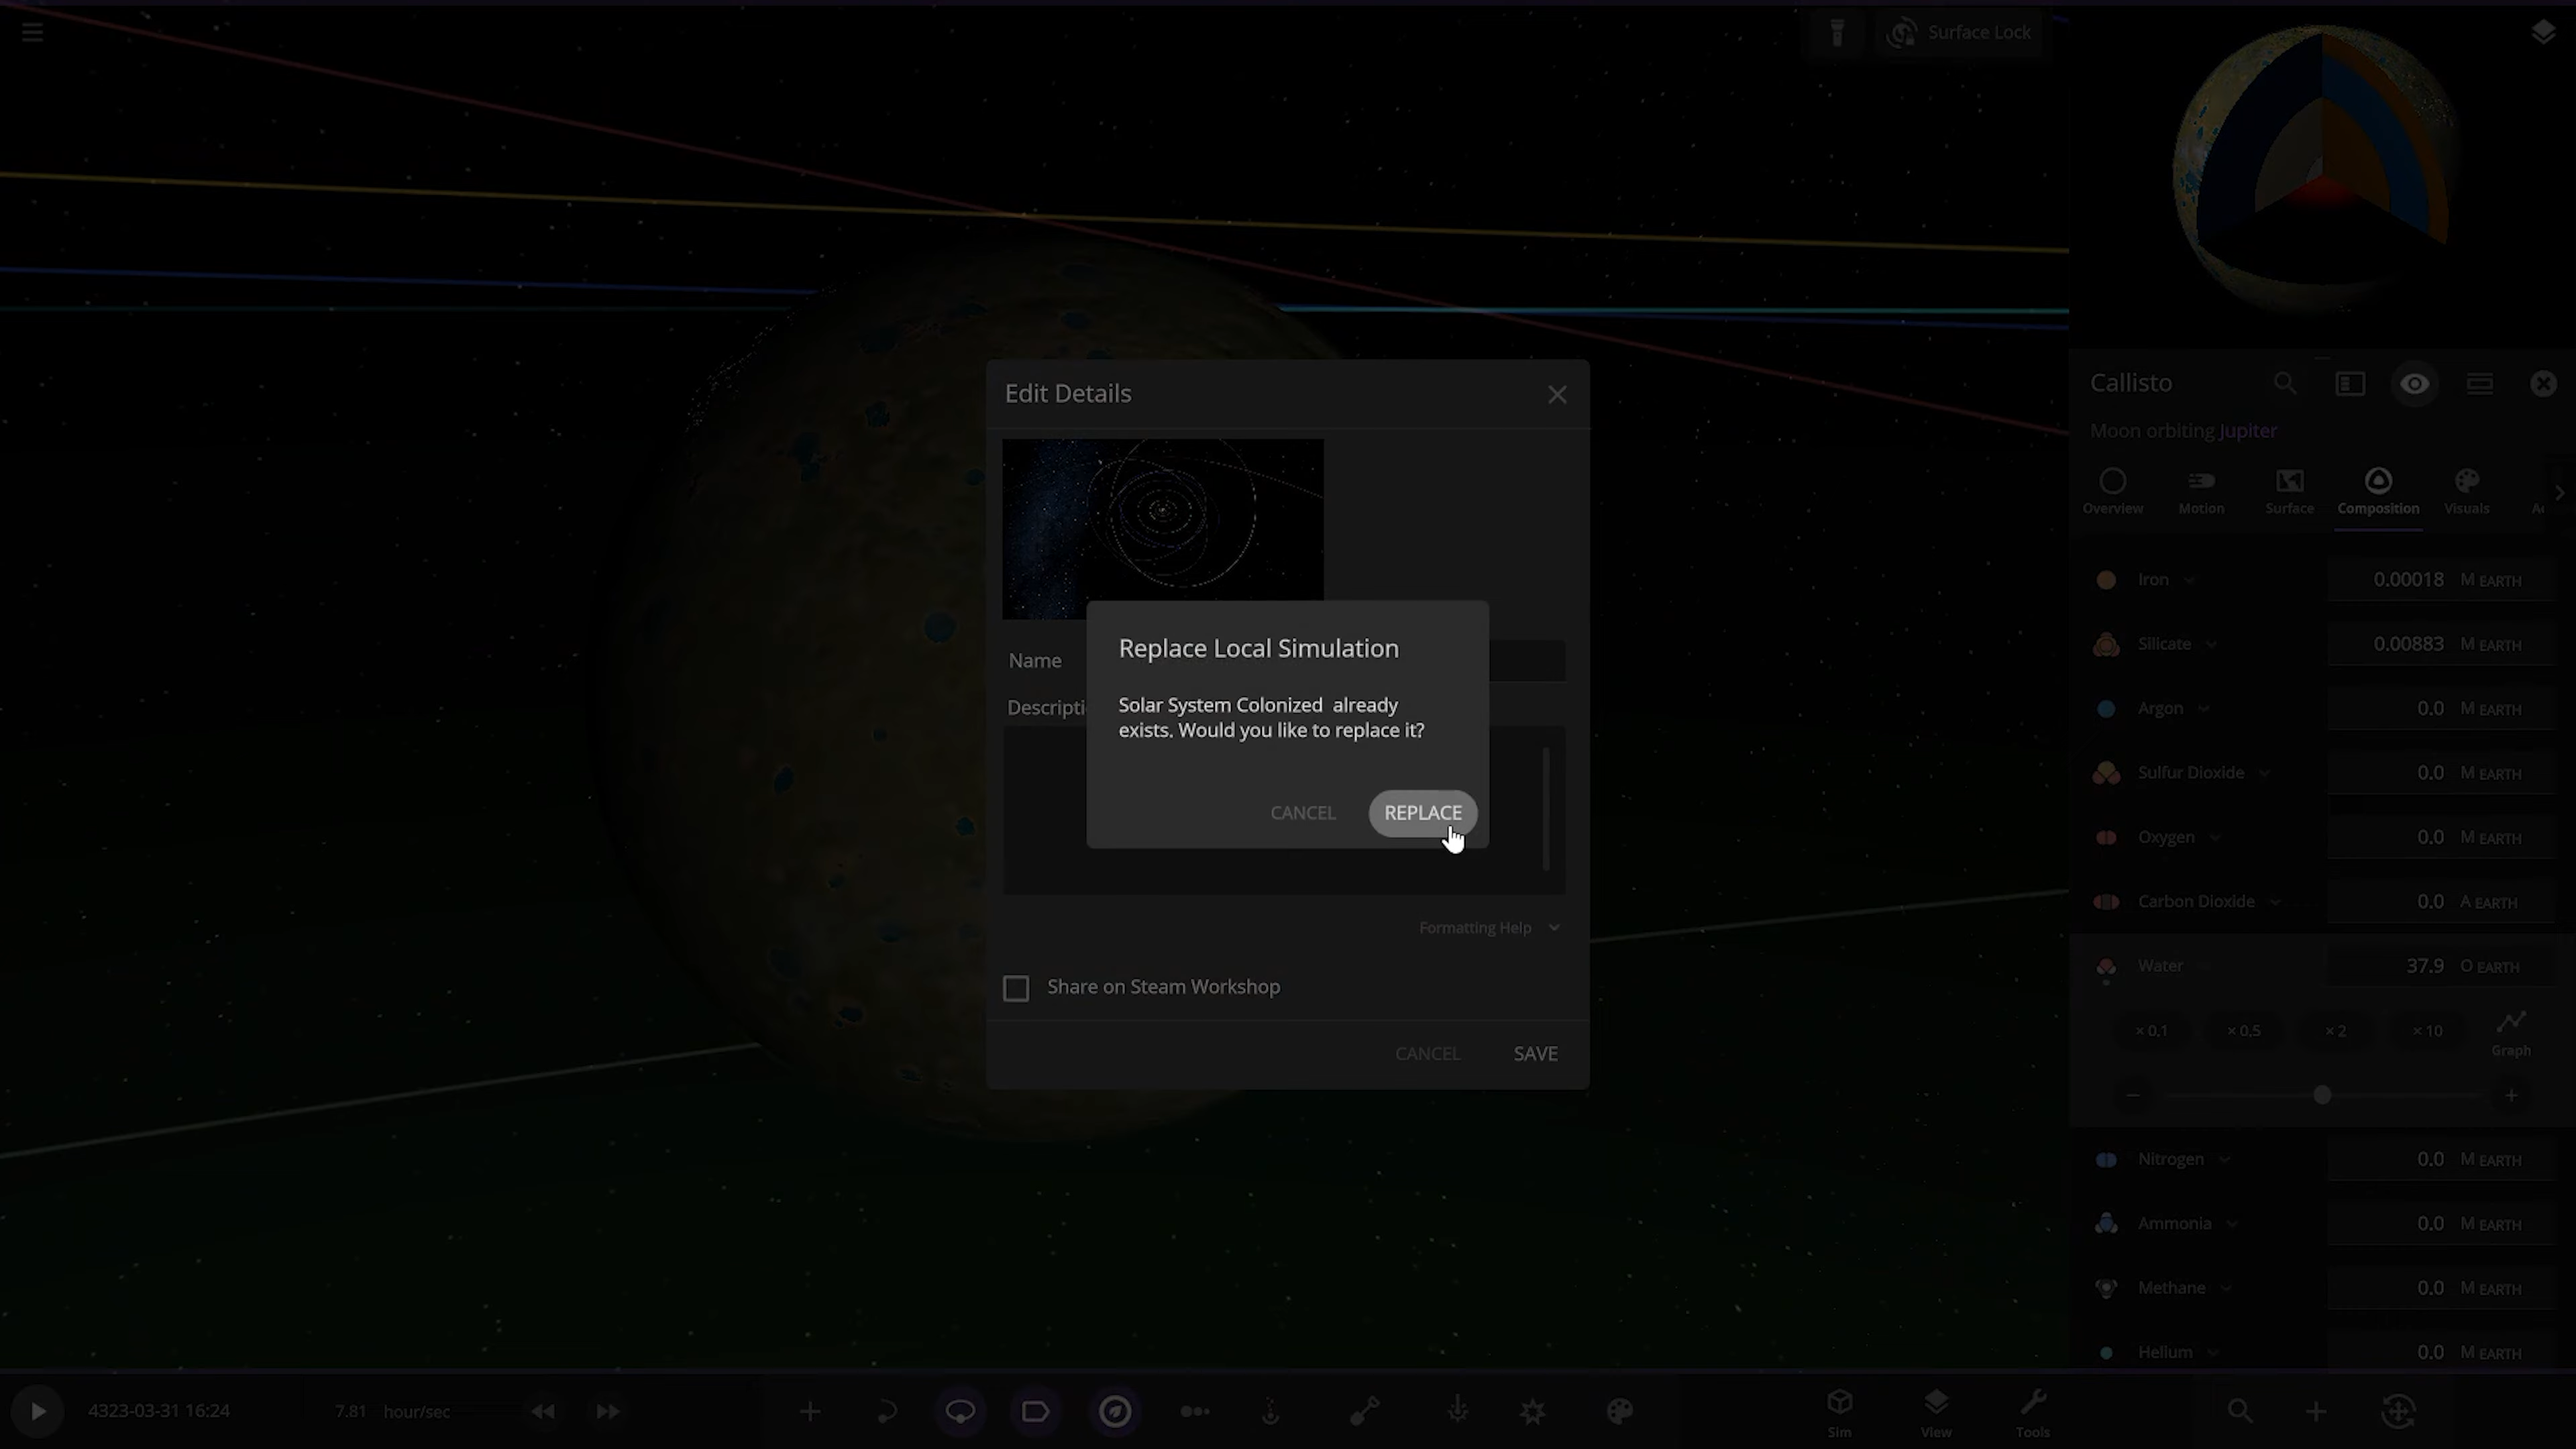 Surface Lock
Callisto
Moon orbiting Jupiter
Overview
Motion
Surface
Composition
Visuals
Iron 0.00018 M EARTH
Silicate 0.00883 M EARTH
Argon 0.0 M EARTH
Sulfur Dioxide 0.0 M EARTH
Oxygen 0.0 M EARTH
Carbon Dioxide 0.0 A EARTH
Water 37.9 O EARTH
× 0.1 × 0.5 × 2 × 10
Graph
Nitrogen 0.0 M EARTH
Ammonia 0.0 M EARTH
Methane 0.0 M EARTH
Helium 0.0 M EARTH
Edit Details
Name
Replace Local Simulation
Solar System Colonized already
exists. Would you like to replace it?
CANCEL REPLACE
Formatting Help
Share on Steam Workshop
CANCEL SAVE
4323-03-31 16:24
7.81 hour/sec
Sim
View
Tools